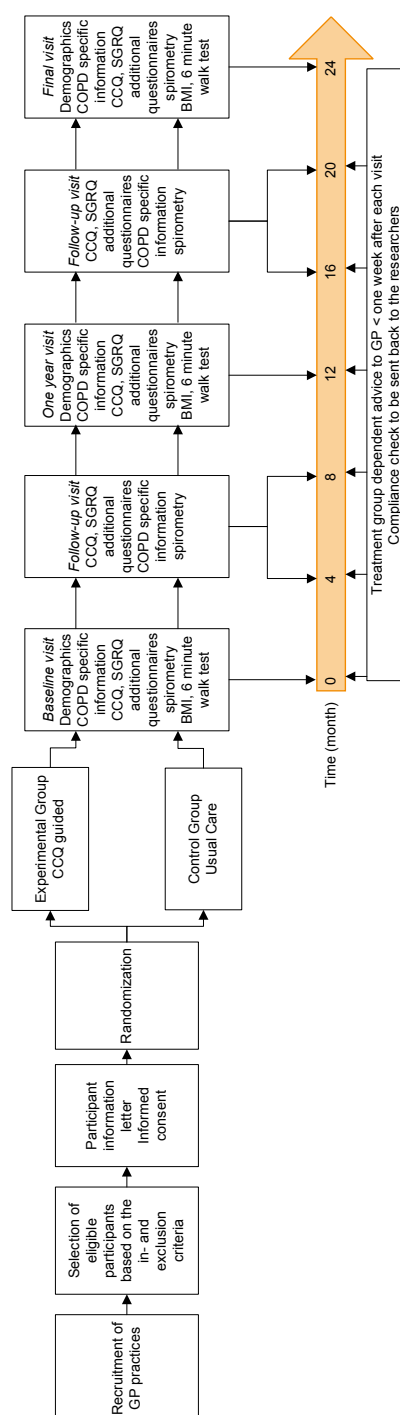 Recruitment of
GP practices
Selection of
eligible
participants
based on the
in- and
exclusion
criteria
Participant
information
letter
Informed
consent
Randomization
Experimental Group
CCQ guided
Control Group
Usual Care
Baseline visit
Demographics
COPD specific
information
CCQ, SGRQ
additional
questionnaires
spirometry
BMI, 6 minute
walk test
Follow-up visit
CCQ, SGRQ
additional
questionnaires
COPD specific
information
spirometry
One year visit
Demographics
COPD specific
information
CCQ, SGRQ
additional
questionnaires
spirometry
BMI, 6 minute
walk test
Follow-up visit
CCQ, SGRQ
additional
questionnaires
COPD specific
information
spirometry
Final visit
Demographics
COPD specific
information
CCQ, SGRQ
additional
questionnaires
spirometry
BMI, 6 minute
walk test
Time (month)
0
4
8
12
16
20
24
Treatment group dependent advice to GP < one week after each visit
Compliance check to be sent back to the researchers